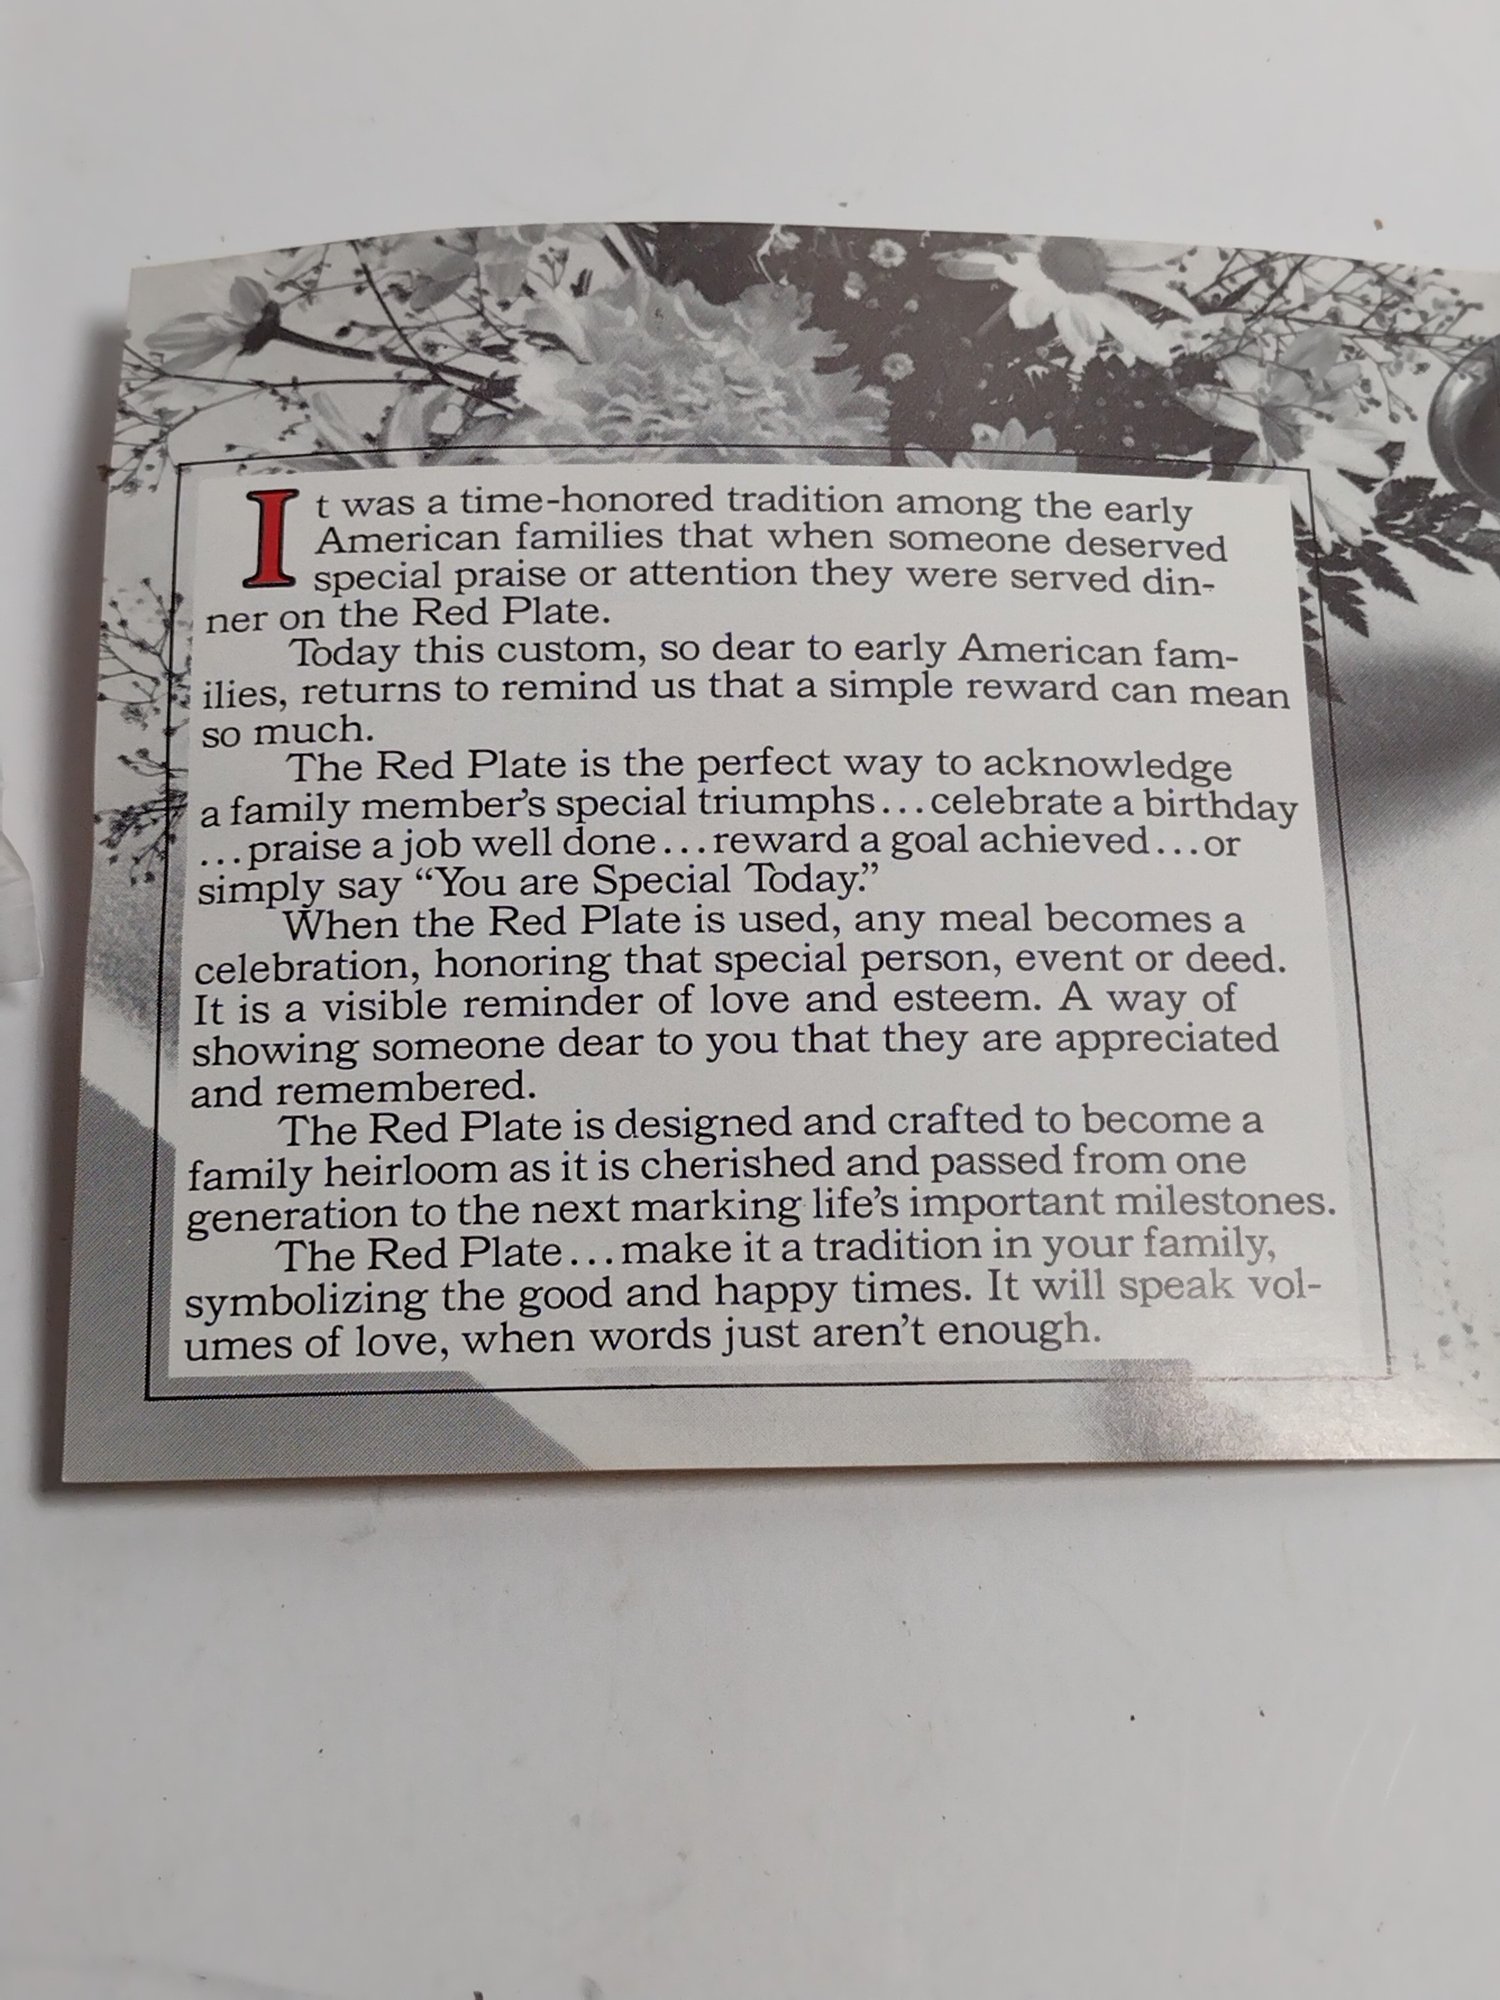 It was a time-honored tradition among the early
American families that when someone deserved
special praise or attention they were served din-
ner on the Red Plate.
Today this custom, so dear to early American fam-
ilies, returns to remind us that a simple reward can mean
so much.
The Red Plate is the perfect way to acknowledge
a family member's special triumphs...celebrate a birthday
...praise a job well done...reward a goal achieved...or
simply say “You are Special Today.”
When the Red Plate is used, any meal becomes a
celebration, honoring that special person, event or deed.
It is a visible reminder of love and esteem. A way of
showing someone dear to you that they are appreciated
and remembered.
The Red Plate is designed and crafted to become a
family heirloom as it is cherished and passed from one
generation to the next marking life's important milestones.
The Red Plate...make it a tradition in your family,
symbolizing the good and happy times. It will speak vol-
umes of love, when words just aren't enough.